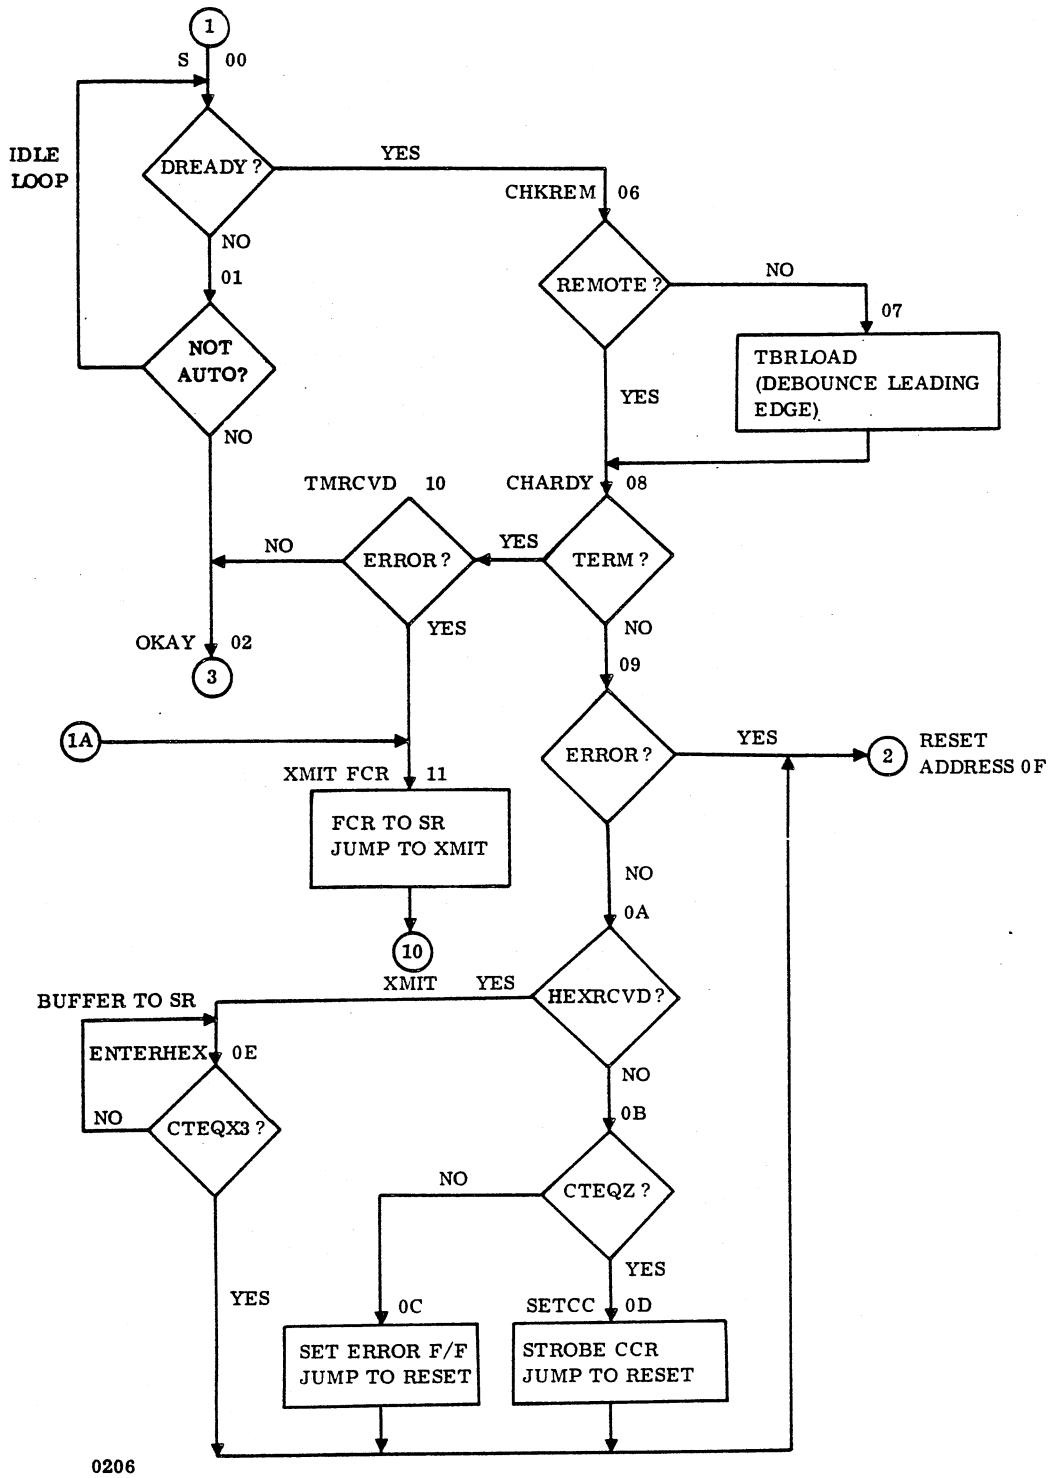 1
S 00
IDLE
LOOP
DREADY?
YES
CHKREM 06
NO
01
REMOTE?
NO
07
NOT
AUTO?
TBRLOAD
(DEBOUNCE LEADING
EDGE)
YES
NO
TMRCVD 10
CHARDY 08
NO
ERROR?
YES
TERM?
YES
NO
OKAY 02
3
09
1A
ERROR?
YES
2
RESET
ADDRESS 0F
XMIT FCR 11
FCR TO SR
JUMP TO XMIT
NO
0A
10
XMIT
YES
HEXRCVD?
BUFFER TO SR
ENTERHEX 0E
NO
NO
0B
CTEQX3?
NO
CTEQZ?
YES
YES
0C
SETCC 0D
SET ERROR F/F
JUMP TO RESET
STROBE CCR
JUMP TO RESET
0206